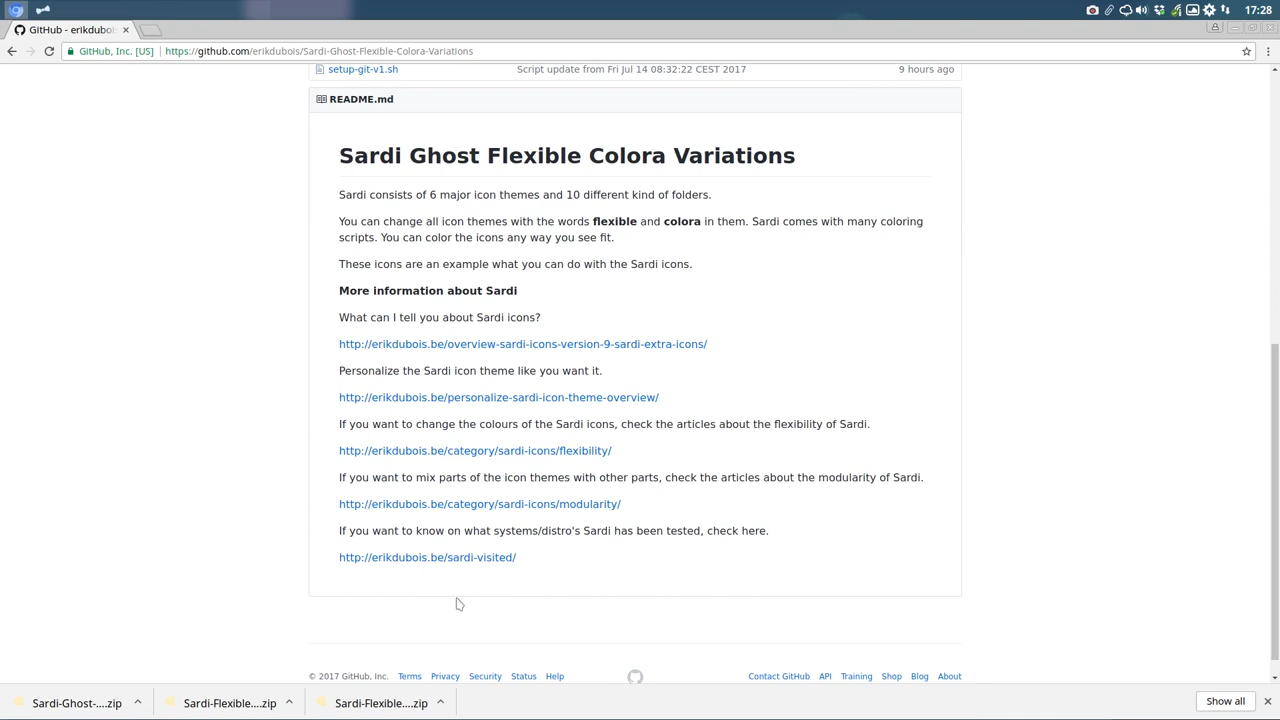 17:28
GitHub - erikdubois
GitHub, Inc. [US]
https://github.com/erikdubois/Sardi-Ghost-Flexible-Colora-Variations
setup-git-v1.sh
Script update from Fri Jul 14 08:32:22 CEST 2017
9 hours ago
README.md
Sardi Ghost Flexible Colora Variations
Sardi consists of 6 major icon themes and 10 different kind of folders.
You can change all icon themes with the words flexible and colora in them. Sardi comes with many coloring
scripts. You can color the icons any way you see fit.
These icons are an example what you can do with the Sardi icons.
More information about Sardi
What can I tell you about Sardi icons?
http://erikdubois.be/overview-sardi-icons-version-9-sardi-extra-icons/
Personalize the Sardi icon theme like you want it.
http://erikdubois.be/personalize-sardi-icon-theme-overview/
If you want to change the colours of the Sardi icons, check the articles about the flexibility of Sardi.
http://erikdubois.be/category/sardi-icons/flexibility/
If you want to mix parts of the icon themes with other parts, check the articles about the modularity of Sardi.
http://erikdubois.be/category/sardi-icons/modularity/
If you want to know on what systems/distro's Sardi has been tested, check here.
http://erikdubois.be/sardi-visited/
© 2017 GitHub, Inc. Terms Privacy Security Status Help
Contact GitHub API Training Shop Blog About
Sardi-Ghost-....zip
Sardi-Flexible....zip
Sardi-Flexible....zip
Show all